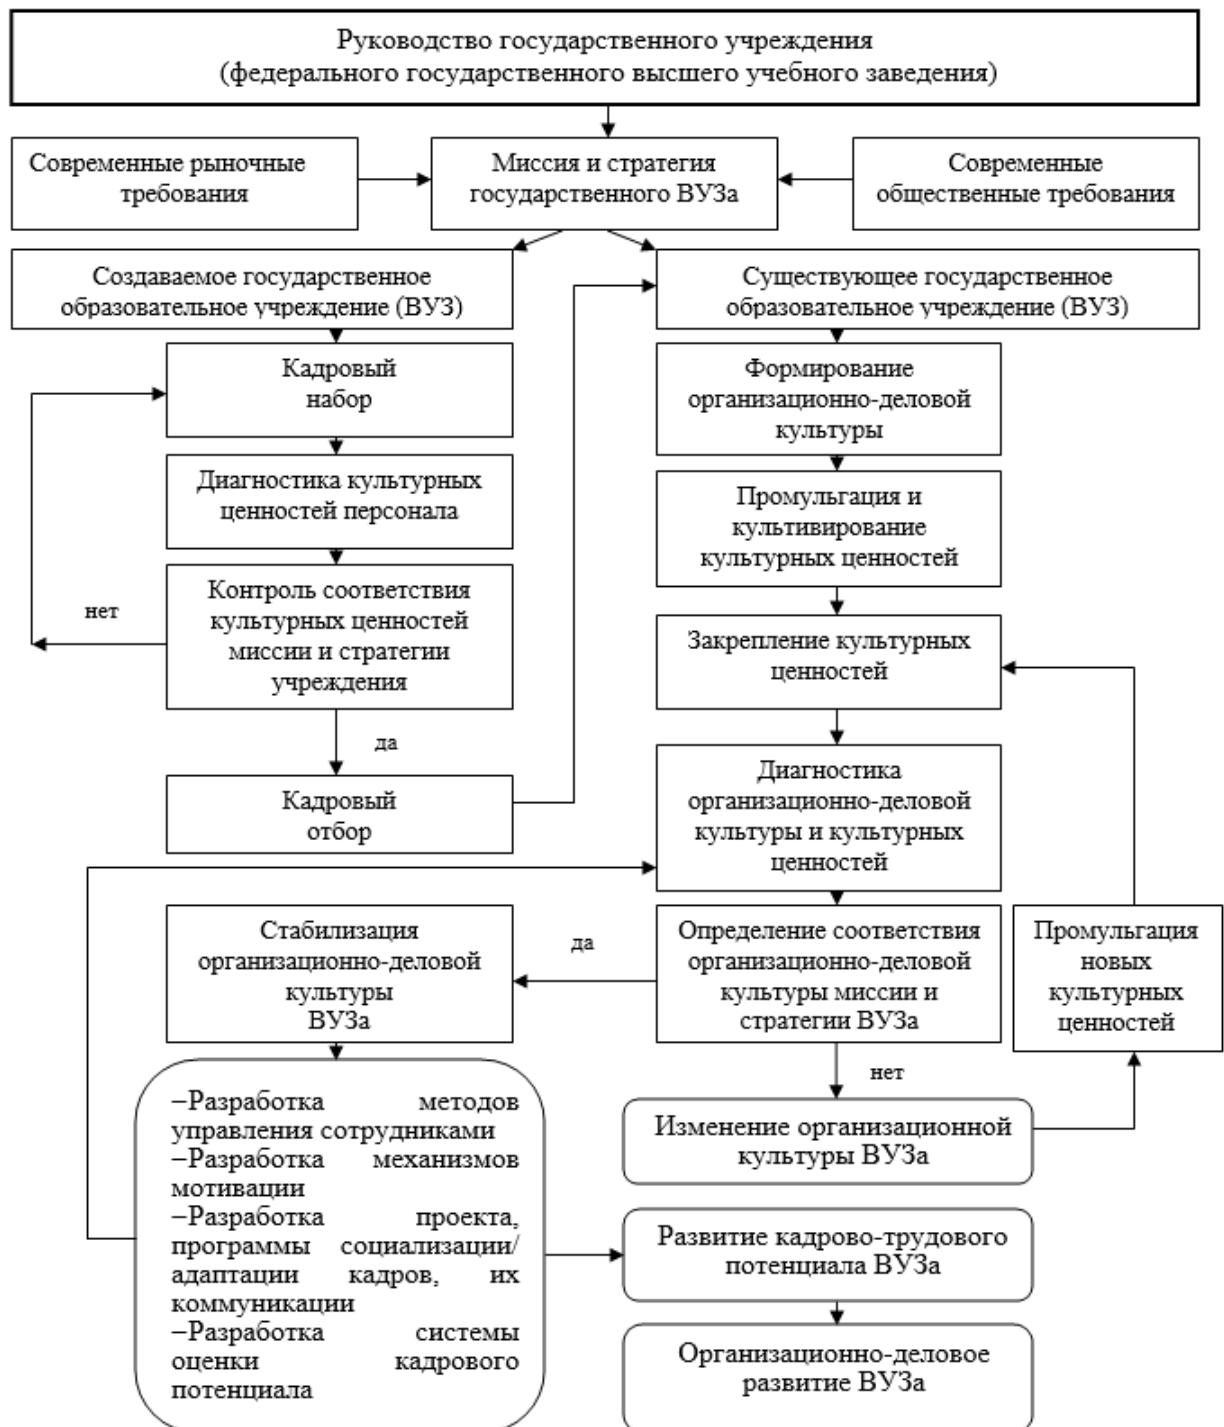 Руководство государственного учреждения
(федерального государственного высшего учебного заведения)
Современные рыночные
требования
Миссия и стратегия
государственного ВУЗа
Современные
общественные требования
Создаваемое государственное
образовательное учреждение (ВУЗ)
Существующее государственное
образовательное учреждение (ВУЗ)
Кадровый
набор
Диагностика культурных
ценностей персонала
нет
Контроль соответствия
культурных ценностей
миссии и стратегии
учреждения
да
Кадровый
отбор
Формирование
организационно-деловой
культуры
Промульгация и
культивирование
культурных ценностей
Закрепление культурных
ценностей
Диагностика
организационно-деловой
культуры и культурных
ценностей
Стабилизация
организационно-деловой
культуры
ВУЗа
да
Определение соответствия
организационно-деловой
культуры миссии и
стратегии ВУЗа
Промульгация
новых
культурных
ценностей
нет
Изменение организационной
культуры ВУЗа
–Разработка методов
управления сотрудниками
–Разработка механизмов
мотивации
–Разработка проекта,
программы социализации/
адаптации кадров, их
коммуникации
–Разработка системы
оценки кадрового
потенциала
Развитие кадрово-трудового
потенциала ВУЗа
Организационно-деловое
развитие ВУЗа